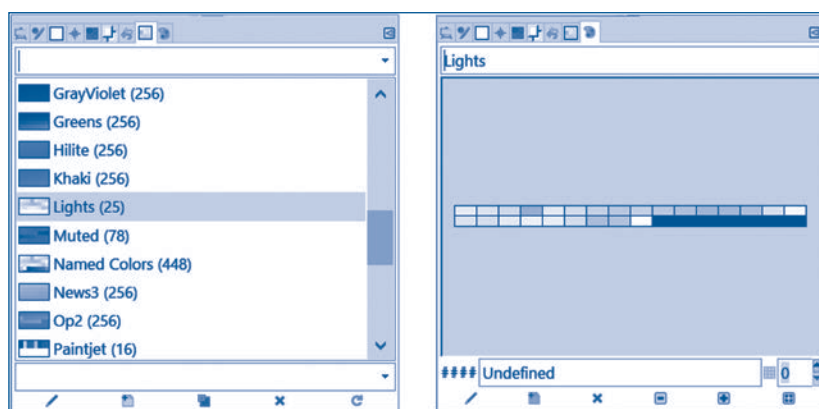 GrayViolet (256)
Greens (256)
Hilite (256)
Khaki (256)
Lights (25)
Muted (78)
Named Colors (448)
News3 (256)
Op2 (256)
Paintjet (16)
Lights
#### Undefined 0